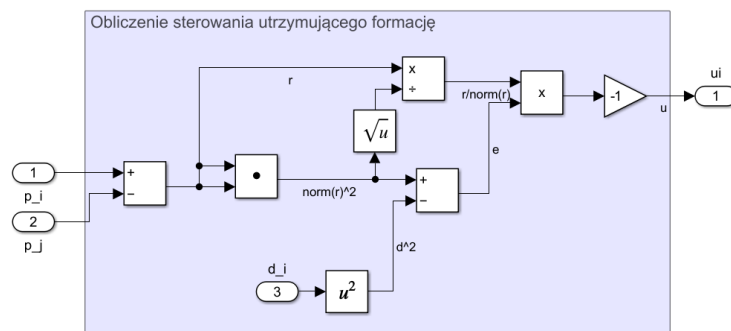 Obliczenie sterowania utrzymującego formację
r
x
÷
r/norm(r)
x
-1
ui
1
u
√u
e
1
p_i
+
−
2
p_j
norm(r)^2
+
−
d^2
d_i
3
u²